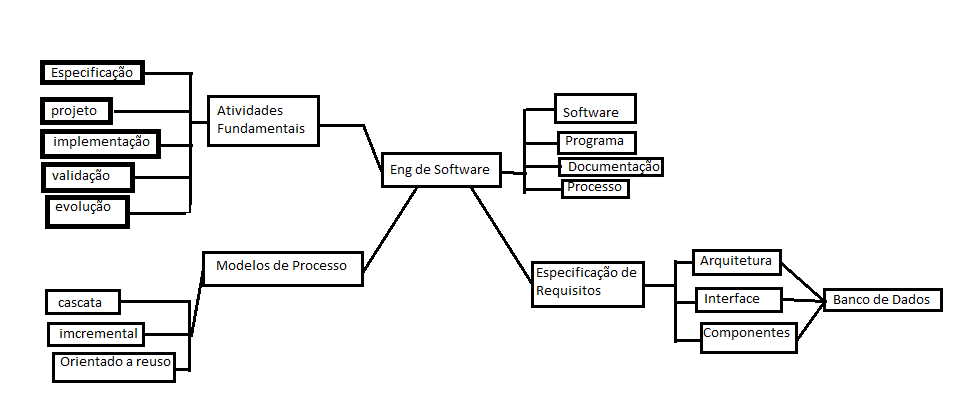 Especificação
projeto
implementação
validação
evolução
Atividades
Fundamentais
Eng de Software
Software
Programa
Documentação
Processo
Modelos de Processo
cascata
imcremental
Orientado a reuso
Especificação de
Requisitos
Arquitetura
Interface
Componentes
Banco de Dados